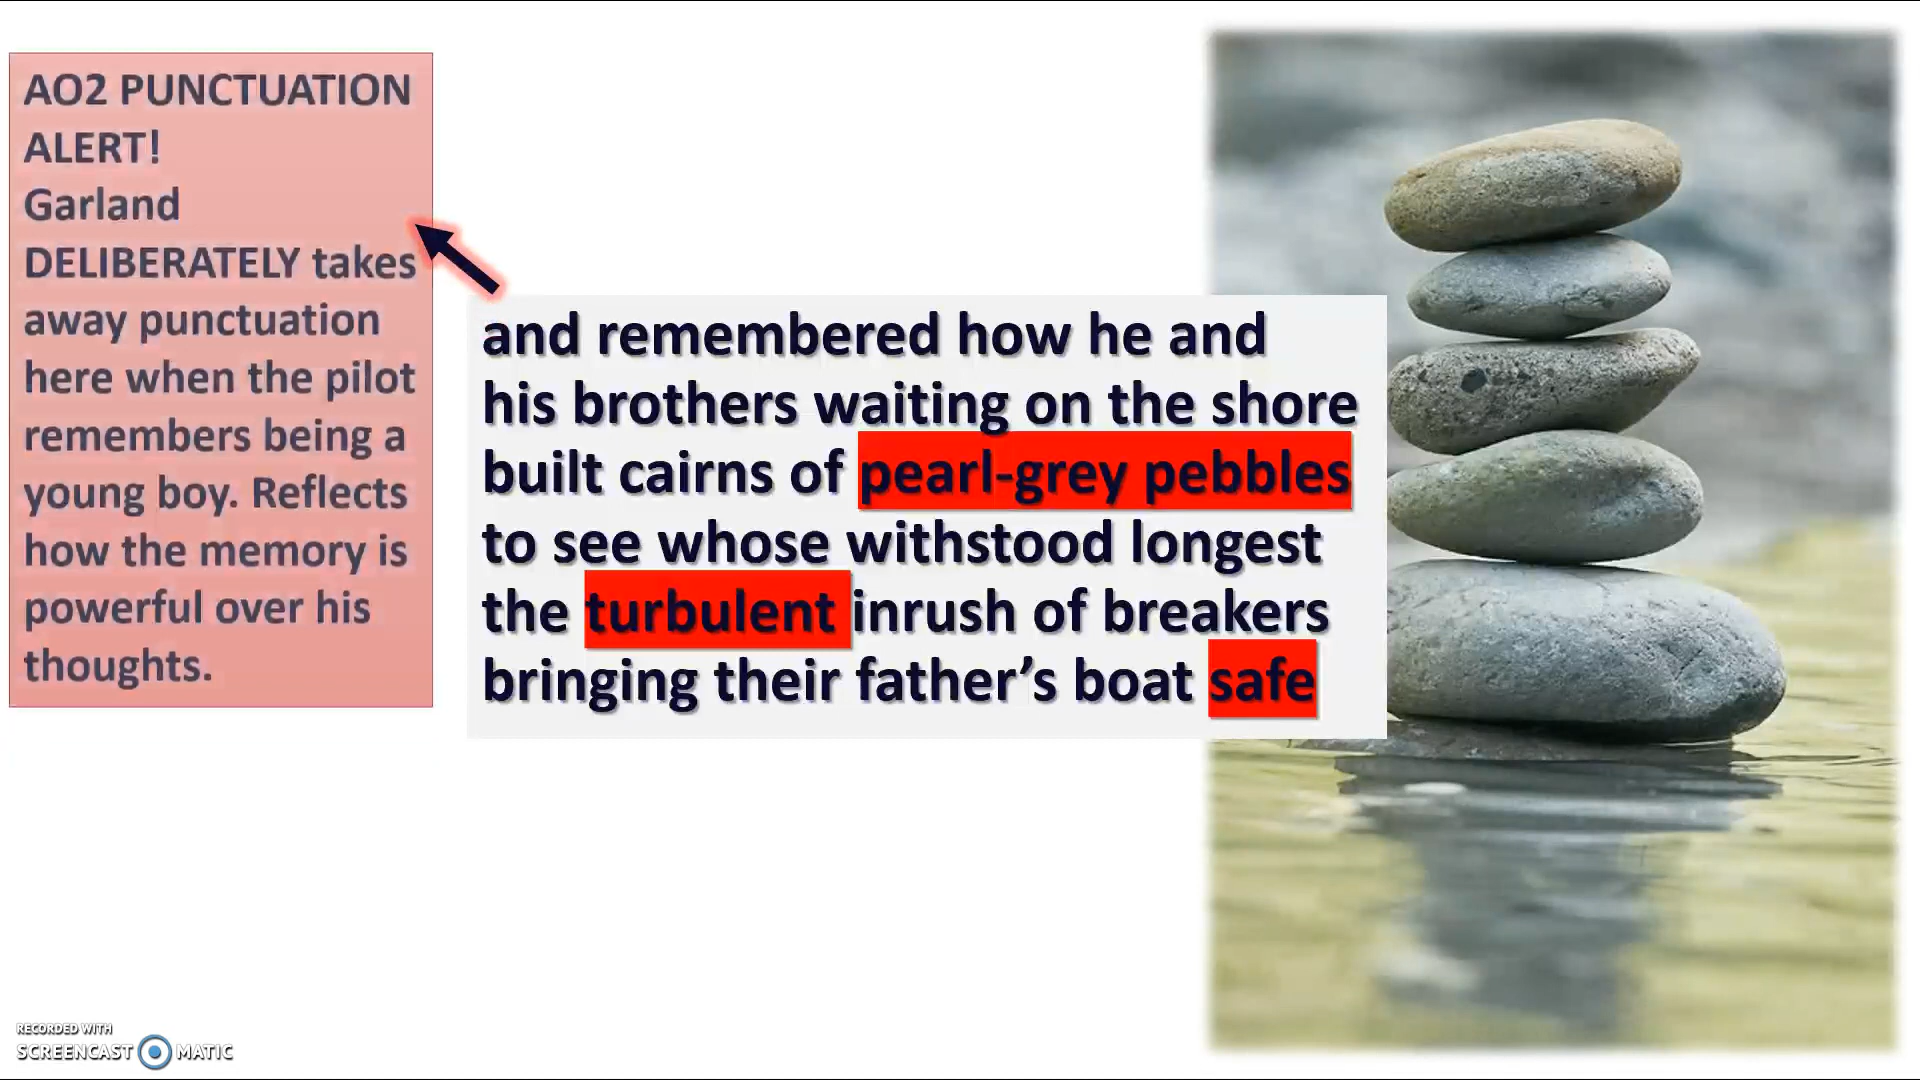 AO2 PUNCTUATION
ALERT!
Garland
DELIBERATELY takes
away punctuation
here when the pilot
remembers being a
young boy. Reflects
how the memory is
powerful over his
thoughts.
and remembered how he and
his brothers waiting on the shore
built cairns of pearl-grey pebbles
to see whose withstood longest
the turbulent inrush of breakers
bringing their father’s boat safe
RECORDED WITH
SCREENCAST MATIC